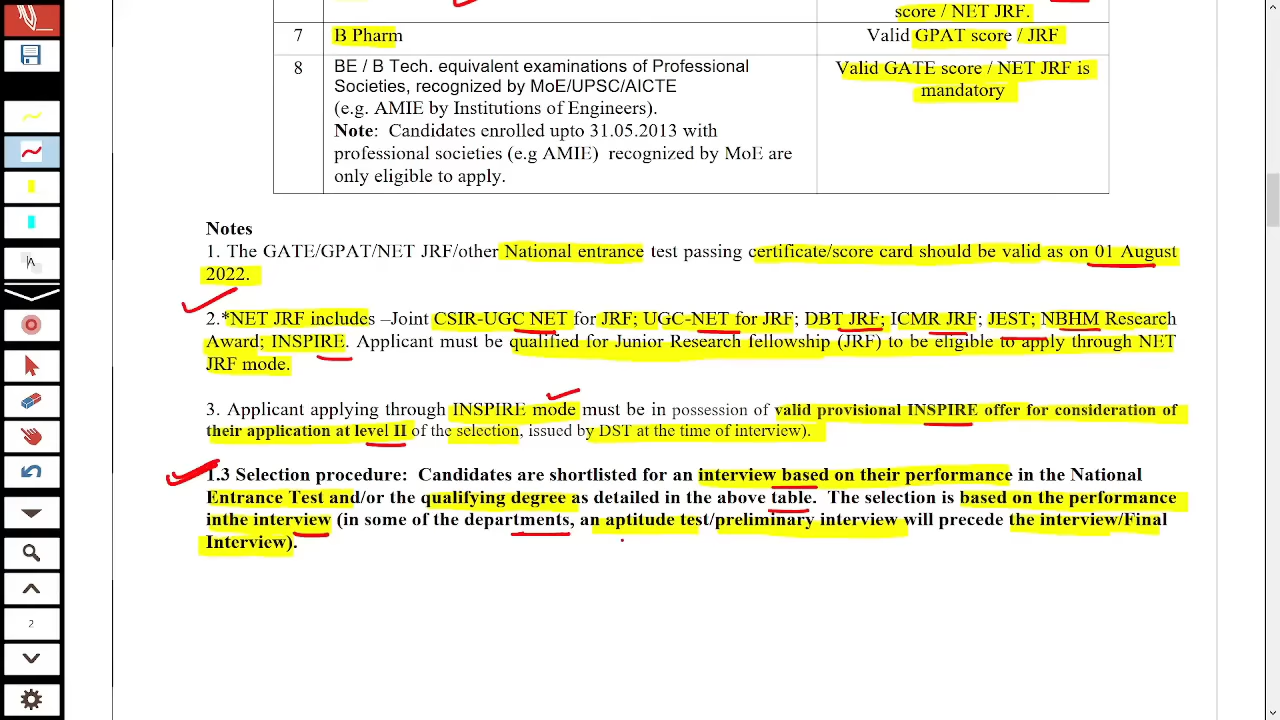 score / NET JRF.
7 B Pharm Valid GPAT score / JRF
8 BE / B Tech. equivalent examinations of Professional Valid GATE score / NET JRF is
Societies, recognized by MoE/UPSC/AICTE mandatory
(e.g. AMIE by Institutions of Engineers).
Note: Candidates enrolled upto 31.05.2013 with
professional societies (e.g AMIE) recognized by MoE are
only eligible to apply.
Notes
1. The GATE/GPAT/NET JRF/other National entrance test passing certificate/score card should be valid as on 01 August
2022.
2.*NET JRF includes –Joint CSIR-UGC NET for JRF; UGC-NET for JRF; DBT JRF; ICMR JRF; JEST; NBHM Research
Award; INSPIRE. Applicant must be qualified for Junior Research fellowship (JRF) to be eligible to apply through NET
JRF mode.
3. Applicant applying through INSPIRE mode must be in possession of valid provisional INSPIRE offer for consideration of
their application at level II of the selection, issued by DST at the time of interview).
1.3 Selection procedure: Candidates are shortlisted for an interview based on their performance in the National
Entrance Test and/or the qualifying degree as detailed in the above table. The selection is based on the performance
inthe interview (in some of the departments, an aptitude test/preliminary interview will precede the interview/Final
Interview).
2